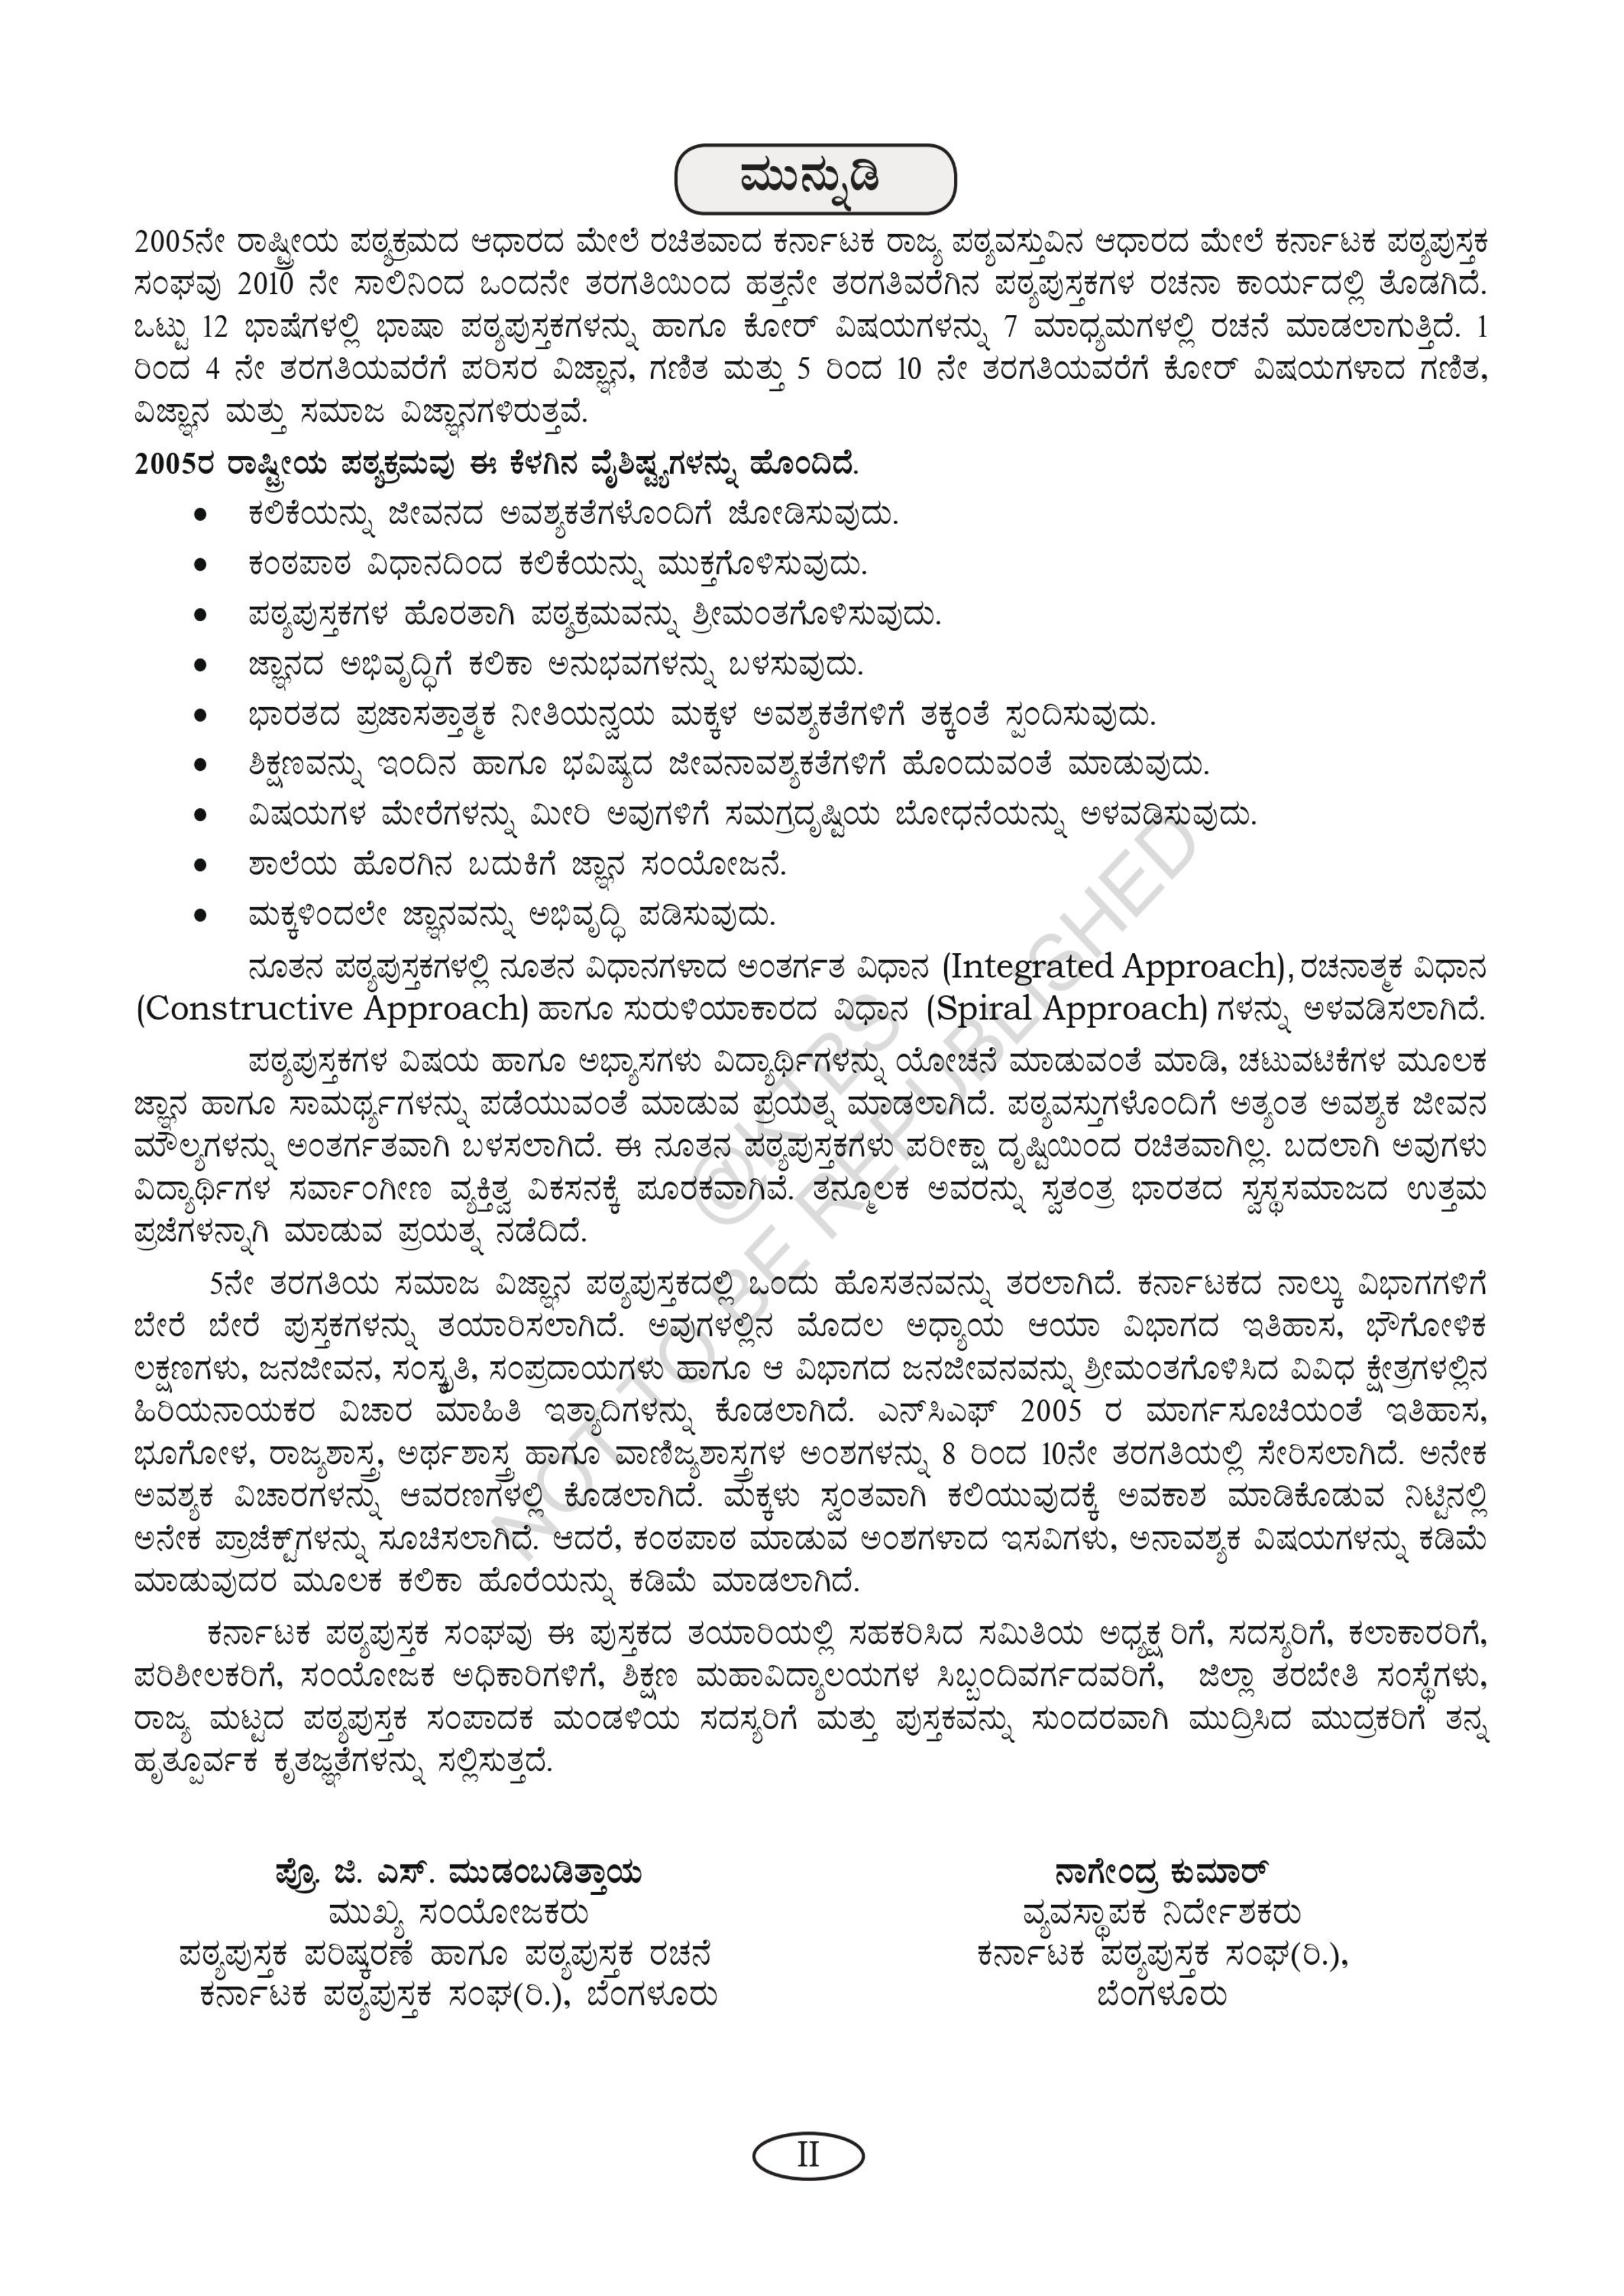 ಮುನ್ನುಡಿ
2005ನೇ ರಾಷ್ಟ್ರೀಯ ಪಠ್ಯಕ್ರಮದ ಆಧಾರದ ಮೇಲೆ ರಚಿತವಾದ ಕರ್ನಾಟಕ ರಾಜ್ಯ ಪಠ್ಯವಸ್ತುವಿನ ಆಧಾರದ ಮೇಲೆ ಕರ್ನಾಟಕ ಪಠ್ಯಪುಸ್ತಕ
ಸಂಘವು 2010 ನೇ ಸಾಲಿನಿಂದ ಒಂದನೇ ತರಗತಿಯಿಂದ ಹತ್ತನೇ ತರಗತಿವರೆಗಿನ ಪಠ್ಯಪುಸ್ತಕಗಳ ರಚನಾ ಕಾರ್ಯದಲ್ಲಿ ತೊಡಗಿದೆ.
ಒಟ್ಟು 12 ಭಾಷೆಗಳಲ್ಲಿ ಭಾಷಾ ಪಠ್ಯಪುಸ್ತಕಗಳನ್ನು ಹಾಗೂ ಕೋರ್ ವಿಷಯಗಳನ್ನು 7 ಮಾಧ್ಯಮಗಳಲ್ಲಿ ರಚನೆ ಮಾಡಲಾಗುತ್ತಿದೆ. 1
ರಿಂದ 4 ನೇ ತರಗತಿಯವರೆಗೆ ಪರಿಸರ ವಿಜ್ಞಾನ, ಗಣಿತ ಮತ್ತು 5 ರಿಂದ 10 ನೇ ತರಗತಿಯವರೆಗೆ ಕೋರ್ ವಿಷಯಗಳಾದ ಗಣಿತ,
ವಿಜ್ಞಾನ ಮತ್ತು ಸಮಾಜ ವಿಜ್ಞಾನಗಳಿರುತ್ತವೆ.
2005ರ ರಾಷ್ಟ್ರೀಯ ಪಠ್ಯಕ್ರಮವು ಈ ಕೆಳಗಿನ ವೈಶಿಷ್ಟ್ಯಗಳನ್ನು ಹೊಂದಿದೆ.
• ಕಲಿಕೆಯನ್ನು ಜೀವನದ ಅವಶ್ಯಕತೆಗಳೊಂದಿಗೆ ಜೋಡಿಸುವುದು.
• ಕಂಠಪಾಠ ವಿಧಾನದಿಂದ ಕಲಿಕೆಯನ್ನು ಮುಕ್ತಗೊಳಿಸುವುದು.
• ಪಠ್ಯಪುಸ್ತಕಗಳ ಹೊರತಾಗಿ ಪಠ್ಯಕ್ರಮವನ್ನು ಶ್ರೀಮಂತಗೊಳಿಸುವುದು.
• ಜ್ಞಾನದ ಅಭಿವೃದ್ಧಿಗೆ ಕಲಿಕಾ ಅನುಭವಗಳನ್ನು ಬಳಸುವುದು.
• ಭಾರತದ ಪ್ರಜಾಸತ್ತಾತ್ಮಕ ನೀತಿಯನ್ವಯ ಮಕ್ಕಳ ಅವಶ್ಯಕತೆಗಳಿಗೆ ತಕ್ಕಂತೆ ಸ್ಪಂದಿಸುವುದು.
• ಶಿಕ್ಷಣವನ್ನು ಇಂದಿನ ಹಾಗೂ ಭವಿಷ್ಯದ ಜೀವನಾವಶ್ಯಕತೆಗಳಿಗೆ ಹೊಂದುವಂತೆ ಮಾಡುವುದು.
• ವಿಷಯಗಳ ಮೇರೆಗಳನ್ನು ಮೀರಿ ಅವುಗಳಿಗೆ ಸಮಗ್ರದೃಷ್ಟಿಯ ಬೋಧನೆಯನ್ನು ಅಳವಡಿಸುವುದು.
• ಶಾಲೆಯ ಹೊರಗಿನ ಬದುಕಿಗೆ ಜ್ಞಾನ ಸಂಯೋಜನೆ.
• ಮಕ್ಕಳಿಂದಲೇ ಜ್ಞಾನವನ್ನು ಅಭಿವೃದ್ಧಿ ಪಡಿಸುವುದು.
ನೂತನ ಪಠ್ಯಪುಸ್ತಕಗಳಲ್ಲಿ ನೂತನ ವಿಧಾನಗಳಾದ ಅಂತರ್ಗತ ವಿಧಾನ (Integrated Approach), ರಚನಾತ್ಮಕ ವಿಧಾನ
(Constructive Approach) ಹಾಗೂ ಸುರುಳಿಯಾಕಾರದ ವಿಧಾನ (Spiral Approach) ಗಳನ್ನು ಅಳವಡಿಸಲಾಗಿದೆ.
ಪಠ್ಯಪುಸ್ತಕಗಳ ವಿಷಯ ಹಾಗೂ ಅಭ್ಯಾಸಗಳು ವಿದ್ಯಾರ್ಥಿಗಳನ್ನು ಯೋಚನೆ ಮಾಡುವಂತೆ ಮಾಡಿ, ಚಟುವಟಿಕೆಗಳ ಮೂಲಕ
ಜ್ಞಾನ ಹಾಗೂ ಸಾಮರ್ಥ್ಯಗಳನ್ನು ಪಡೆಯುವಂತೆ ಮಾಡುವ ಪ್ರಯತ್ನ ಮಾಡಲಾಗಿದೆ. ಪಠ್ಯವಸ್ತುಗಳೊಂದಿಗೆ ಅತ್ಯಂತ ಅವಶ್ಯಕ ಜೀವನ
ಮೌಲ್ಯಗಳನ್ನು ಅಂತರ್ಗತವಾಗಿ ಬಳಸಲಾಗಿದೆ. ಈ ನೂತನ ಪಠ್ಯಪುಸ್ತಕಗಳು ಪರೀಕ್ಷಾ ದೃಷ್ಟಿಯಿಂದ ರಚಿತವಾಗಿಲ್ಲ. ಬದಲಾಗಿ ಅವುಗಳು
ವಿದ್ಯಾರ್ಥಿಗಳ ಸರ್ವಾಂಗೀಣ ವ್ಯಕ್ತಿತ್ವ ವಿಕಸನಕ್ಕೆ ಪೂರಕವಾಗಿವೆ. ತನ್ಮೂಲಕ ಅವರನ್ನು ಸ್ವತಂತ್ರ ಭಾರತದ ಸ್ವಸ್ಥಸಮಾಜದ ಉತ್ತಮ
ಪ್ರಜೆಗಳನ್ನಾಗಿ ಮಾಡುವ ಪ್ರಯತ್ನ ನಡೆದಿದೆ.
5ನೇ ತರಗತಿಯ ಸಮಾಜ ವಿಜ್ಞಾನ ಪಠ್ಯಪುಸ್ತಕದಲ್ಲಿ ಒಂದು ಹೊಸತನವನ್ನು ತರಲಾಗಿದೆ. ಕರ್ನಾಟಕದ ನಾಲ್ಕು ವಿಭಾಗಗಳಿಗೆ
ಬೇರೆ ಬೇರೆ ಪುಸ್ತಕಗಳನ್ನು ತಯಾರಿಸಲಾಗಿದೆ. ಅವುಗಳಲ್ಲಿನ ಮೊದಲ ಅಧ್ಯಾಯ ಆಯಾ ವಿಭಾಗದ ಇತಿಹಾಸ, ಭೌಗೋಳಿಕ
ಲಕ್ಷಣಗಳು, ಜನಜೀವನ, ಸಂಸ್ಕೃತಿ, ಸಂಪ್ರದಾಯಗಳು ಹಾಗೂ ಆ ವಿಭಾಗದ ಜನಜೀವನವನ್ನು ಶ್ರೀಮಂತಗೊಳಿಸಿದ ವಿವಿಧ ಕ್ಷೇತ್ರಗಳಲ್ಲಿನ
ಹಿರಿಯನಾಯಕರ ವಿಚಾರ ಮಾಹಿತಿ ಇತ್ಯಾದಿಗಳನ್ನು ಕೊಡಲಾಗಿದೆ. ಎನ್‌ಸಿಎಫ್ 2005 ರ ಮಾರ್ಗಸೂಚಿಯಂತೆ ಇತಿಹಾಸ,
ಭೂಗೋಳ, ರಾಜ್ಯಶಾಸ್ತ್ರ, ಅರ್ಥಶಾಸ್ತ್ರ ಹಾಗೂ ವಾಣಿಜ್ಯಶಾಸ್ತ್ರಗಳ ಅಂಶಗಳನ್ನು 8 ರಿಂದ 10ನೇ ತರಗತಿಯಲ್ಲಿ ಸೇರಿಸಲಾಗಿದೆ. ಅನೇಕ
ಅವಶ್ಯಕ ವಿಚಾರಗಳನ್ನು ಆವರಣಗಳಲ್ಲಿ ಕೊಡಲಾಗಿದೆ. ಮಕ್ಕಳು ಸ್ವಂತವಾಗಿ ಕಲಿಯುವುದಕ್ಕೆ ಅವಕಾಶ ಮಾಡಿಕೊಡುವ ನಿಟ್ಟಿನಲ್ಲಿ
ಅನೇಕ ಪ್ರಾಜೆಕ್ಟ್‌ಗಳನ್ನು ಸೂಚಿಸಲಾಗಿದೆ. ಆದರೆ, ಕಂಠಪಾಠ ಮಾಡುವ ಅಂಶಗಳಾದ ಇಸವಿಗಳು, ಅನಾವಶ್ಯಕ ವಿಷಯಗಳನ್ನು ಕಡಿಮೆ
ಮಾಡುವುದರ ಮೂಲಕ ಕಲಿಕಾ ಹೊರೆಯನ್ನು ಕಡಿಮೆ ಮಾಡಲಾಗಿದೆ.
ಕರ್ನಾಟಕ ಪಠ್ಯಪುಸ್ತಕ ಸಂಘವು ಈ ಪುಸ್ತಕದ ತಯಾರಿಯಲ್ಲಿ ಸಹಕರಿಸಿದ ಸಮಿತಿಯ ಅಧ್ಯಕ್ಷರಿಗೆ, ಸದಸ್ಯರಿಗೆ, ಕಲಾಕಾರರಿಗೆ,
ಪರಿಶೀಲಕರಿಗೆ, ಸಂಯೋಜಕ ಅಧಿಕಾರಿಗಳಿಗೆ, ಶಿಕ್ಷಣ ಮಹಾವಿದ್ಯಾಲಯಗಳ ಸಿಬ್ಬಂದಿವರ್ಗದವರಿಗೆ, ಜಿಲ್ಲಾ ತರಬೇತಿ ಸಂಸ್ಥೆಗಳು,
ರಾಜ್ಯ ಮಟ್ಟದ ಪಠ್ಯಪುಸ್ತಕ ಸಂಪಾದಕ ಮಂಡಳಿಯ ಸದಸ್ಯರಿಗೆ ಮತ್ತು ಪುಸ್ತಕವನ್ನು ಸುಂದರವಾಗಿ ಮುದ್ರಿಸಿದ ಮುದ್ರಕರಿಗೆ ತನ್ನ
ಹೃತ್ಪೂರ್ವಕ ಕೃತಜ್ಞತೆಗಳನ್ನು ಸಲ್ಲಿಸುತ್ತದೆ.
ಪ್ರೊ. ಜಿ. ಎಸ್. ಮುಡಂಬಡಿತ್ತಾಯ
ಮುಖ್ಯ ಸಂಯೋಜಕರು
ಪಠ್ಯಪುಸ್ತಕ ಪರಿಷ್ಕರಣೆ ಹಾಗೂ ಪಠ್ಯಪುಸ್ತಕ ರಚನೆ
ಕರ್ನಾಟಕ ಪಠ್ಯಪುಸ್ತಕ ಸಂಘ(ರಿ.), ಬೆಂಗಳೂರು
ನಾಗೇಂದ್ರ ಕುಮಾರ್
ವ್ಯವಸ್ಥಾಪಕ ನಿರ್ದೇಶಕರು
ಕರ್ನಾಟಕ ಪಠ್ಯಪುಸ್ತಕ ಸಂಘ(ರಿ.),
ಬೆಂಗಳೂರು
@KTBS
NOT TO BE REPUBLISHED
II